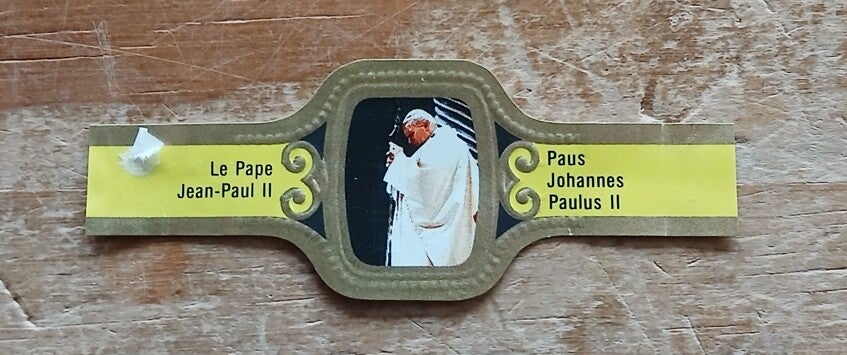 Le Pape
Jean-Paul II
Paus
Johannes
Paulus II